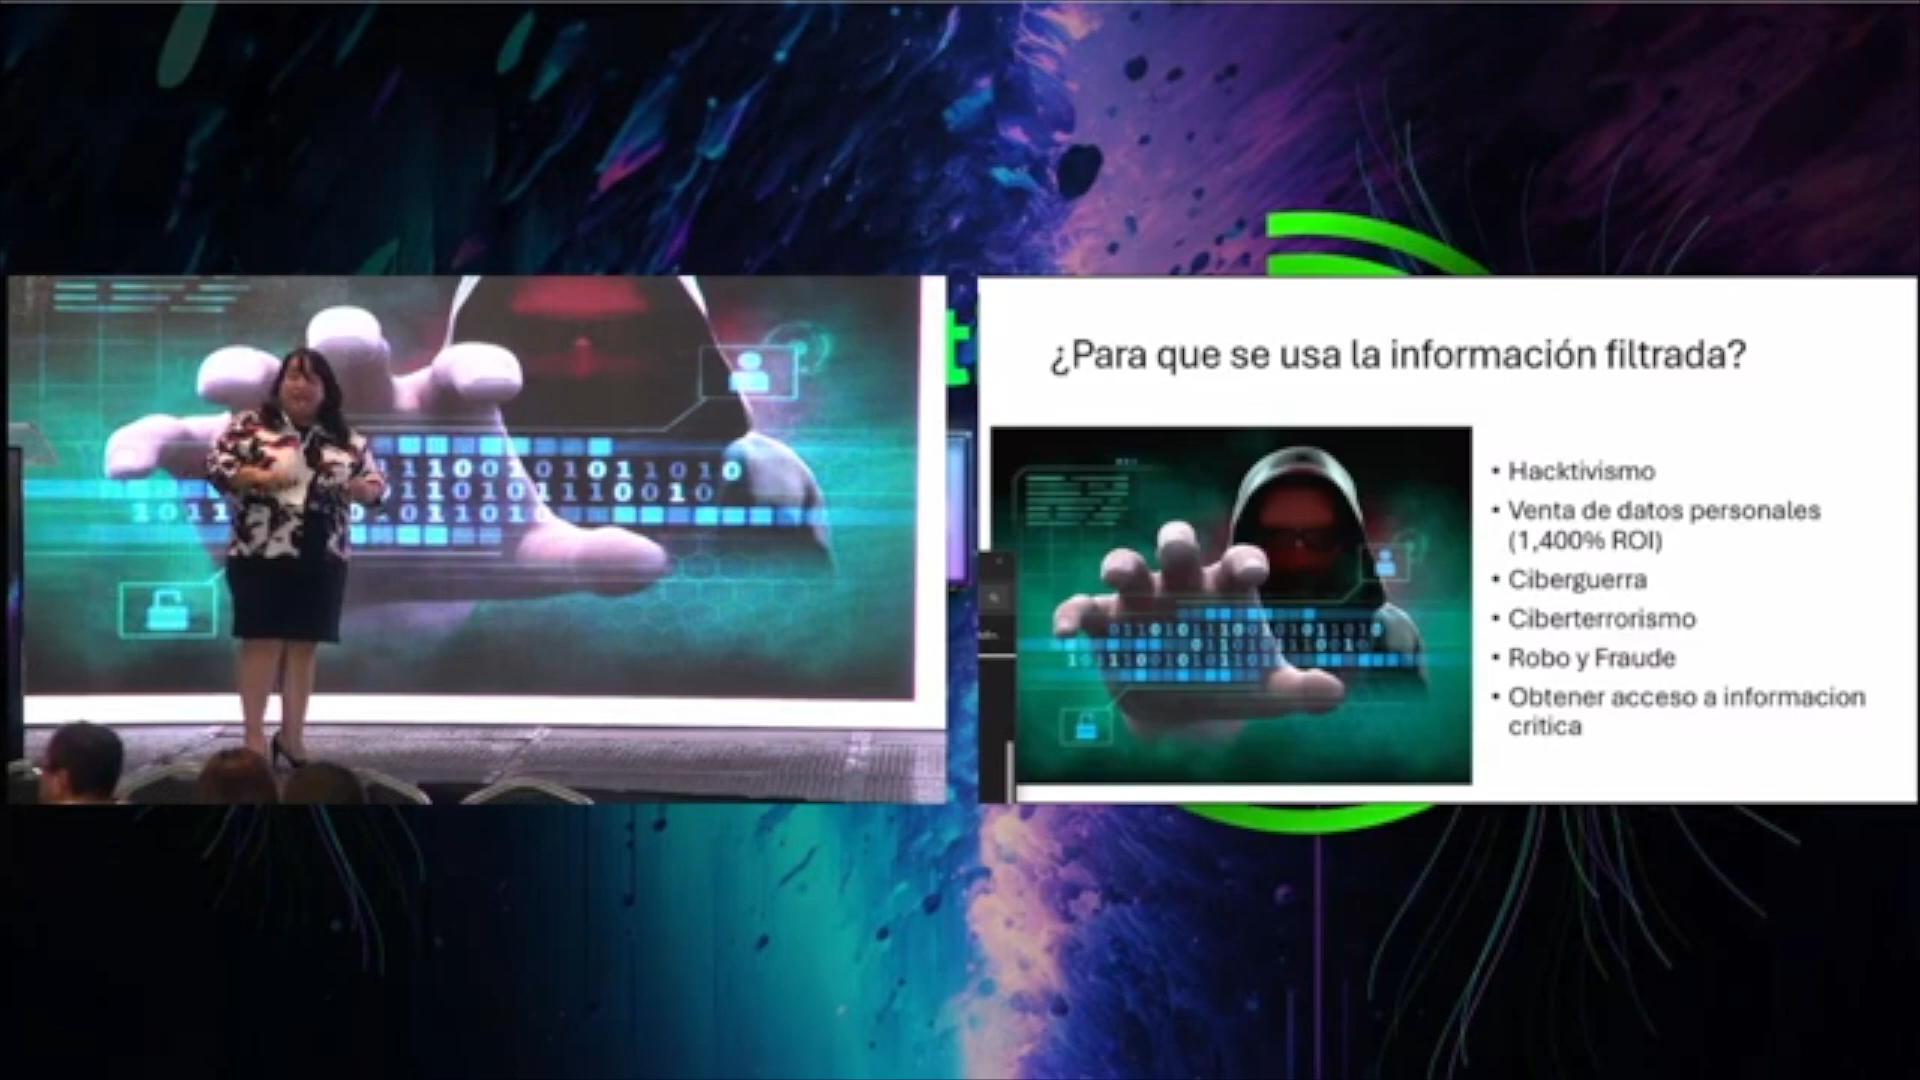 ¿Para que se usa la información filtrada?
• Hacktivismo
• Venta de datos personales
(1,400% ROI)
• Ciberguerra
• Ciberterrorismo
• Robo y Fraude
• Obtener acceso a informacion
critica